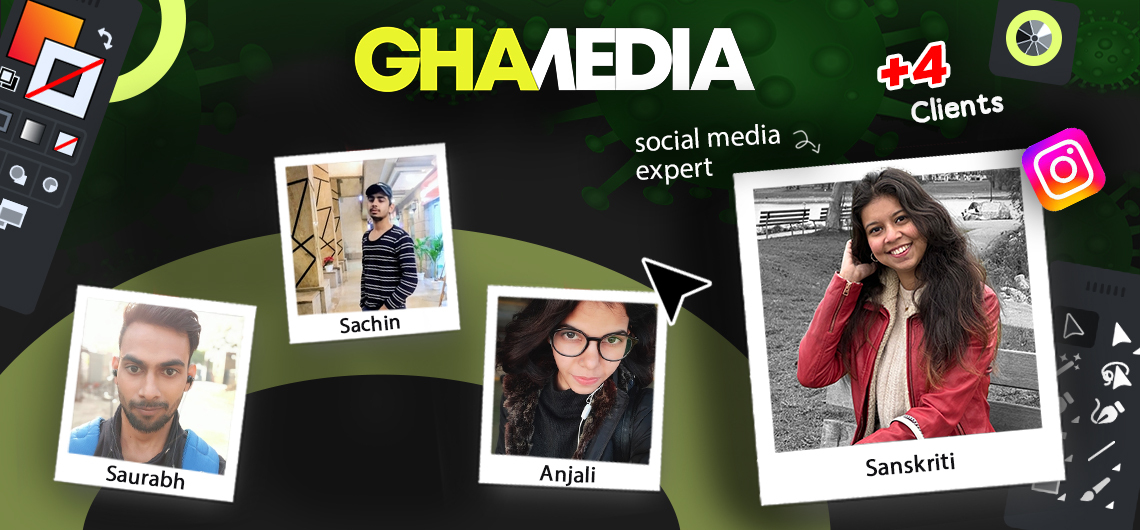 GHAMEDIA
+4
Clients
social media
expert
Sachin
Saurabh
Anjali
Sanskriti